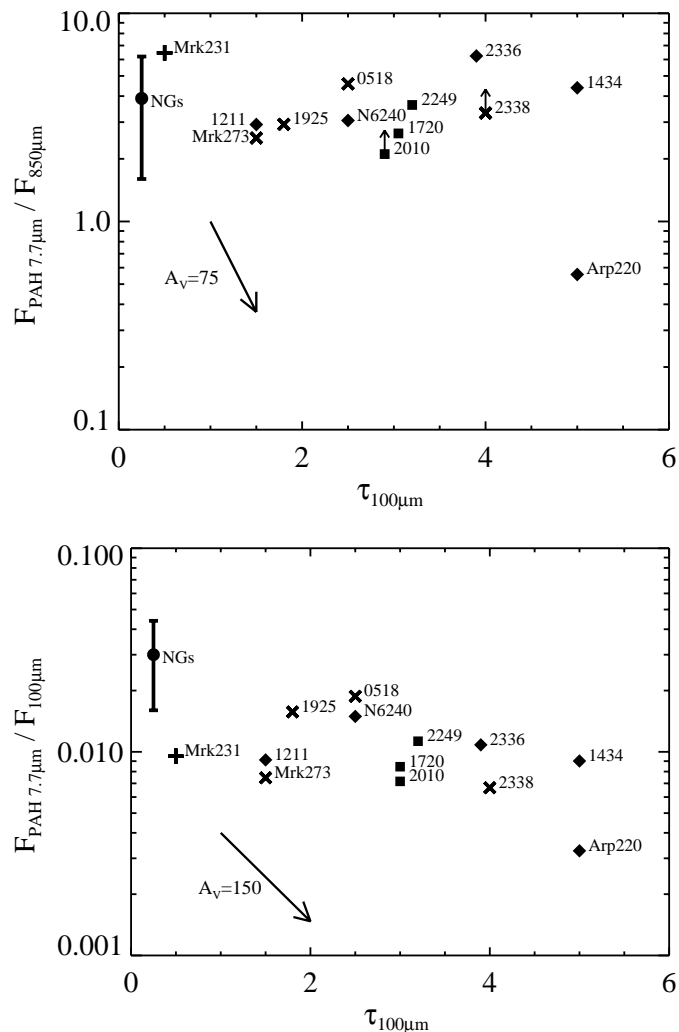 10.0
1.0
0.1
F_PAH 7.7μm / F_850μm
Mrk231
NGs
1211
Mrk273
1925
0518
N6240
2336
2249
1720
2010
2338
1434
Arp220
A_V=75
0 2 4 6
τ_100μm
0.100
0.010
0.001
F_PAH 7.7μm / F_100μm
NGs
Mrk231
1925
0518
N6240
1211
Mrk273
2249
1720
2010
2336
2338
1434
Arp220
A_V=150
0 2 4 6
τ_100μm